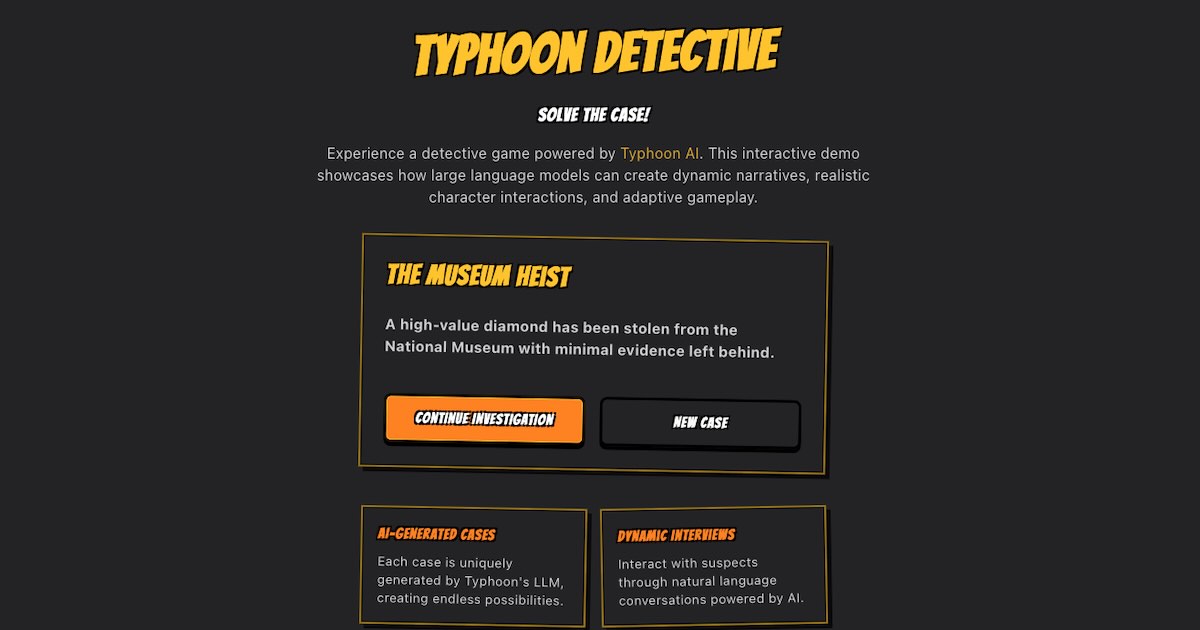 TYPHOON DETECTIVE
SOLVE THE CASE!
Experience a detective game powered by Typhoon AI. This interactive demo
showcases how large language models can create dynamic narratives, realistic
character interactions, and adaptive gameplay.
THE MUSEUM HEIST
A high-value diamond has been stolen from the
National Museum with minimal evidence left behind.
CONTINUE INVESTIGATION
NEW CASE
AI-GENERATED CASES
Each case is uniquely
generated by Typhoon's LLM,
creating endless possibilities.
DYNAMIC INTERVIEWS
Interact with suspects
through natural language
conversations powered by AI.